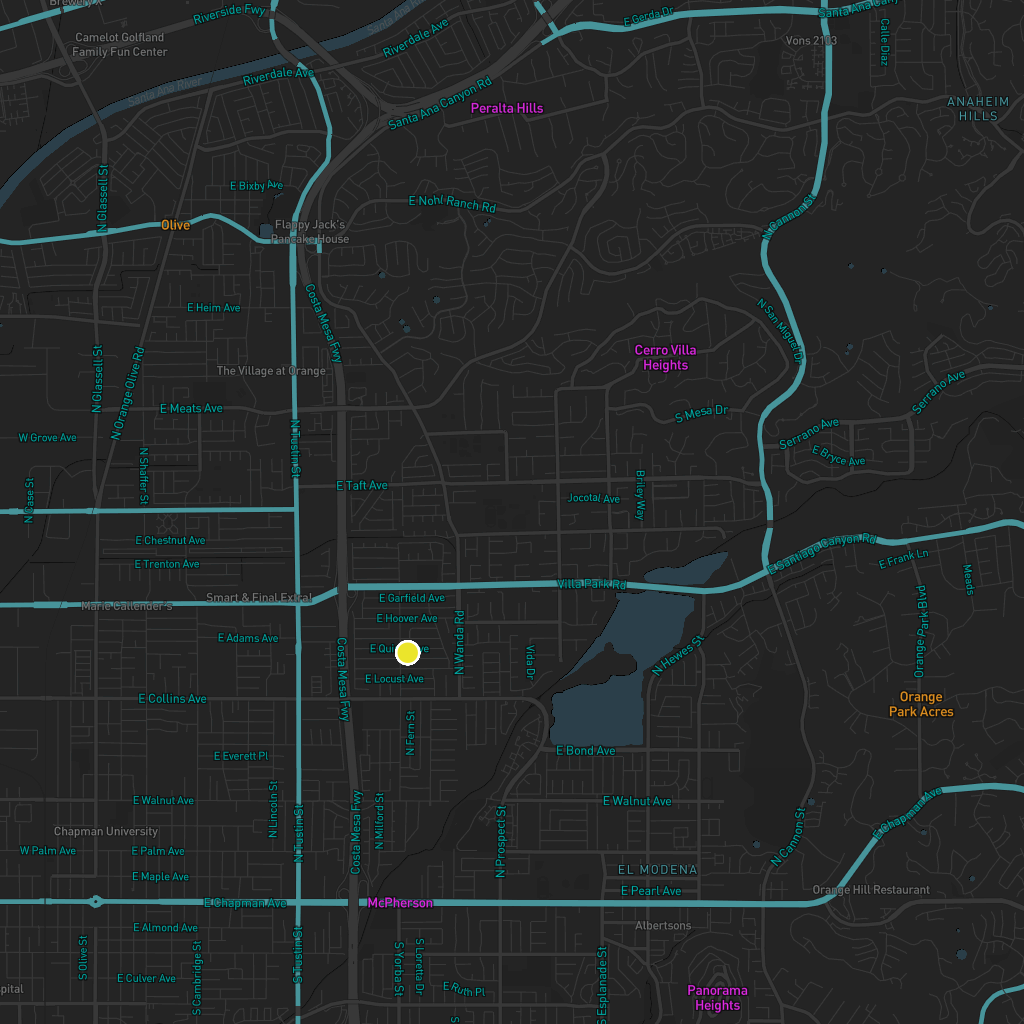 Brewery X
Riverside Fwy
Santa Ana River
E Gerda Dr
Camelot Golfland
Family Fun Center
Riverdale Ave
Vons 2103
Calle Diaz
Riverdale Ave
Santa Ana River
Santa Ana Canyon Rd
Peralta Hills
ANAHEIM
HILLS
N Glassell St
E Bixby Ave
E Nohl Ranch Rd
N Cannon St
Olive
Flappy Jack's
Pancake House
E Heim Ave
Costa Mesa Fwy
N San Miguel Dr
N Glassell St
N Orange Olive Rd
The Village at Orange
Cerro Villa
Heights
Serrano Ave
E Meats Ave
S Mesa Dr
W Grove Ave
N Tustin St
Serrano Ave
E Bryce Ave
N Case St
N Shaffer St
E Taft Ave
Jocotal Ave
Briley Way
E Chestnut Ave
E Santiago Canyon Rd
E Trenton Ave
E Frank Ln
Meads
Villa Park Rd
Marie Callender's
Smart & Final Extra!
E Garfield Ave
E Hoover Ave
Orange Park Blvd
E Adams Ave
N Wanda Rd
Vida Dr
N Hewes St
E Locust Ave
Costa Mesa Fwy
E Collins Ave
Orange
Park Acres
N Fern St
E Everett Pl
E Bond Ave
E Walnut Ave
N Lincoln St
N Tustin St
Costa Mesa Fwy
N Milford St
E Walnut Ave
E Chapman Ave
N Prospect St
N Cannon St
Chapman University
W Palm Ave
E Palm Ave
E Maple Ave
EL MODENA
E Pearl Ave
Orange Hill Restaurant
E Chapman Ave
McPherson
E Almond Ave
Albertsons
S Olive St
S Cambridge St
S Tustin St
S Yorba St
S Loretta Dr
S Esplanade St
E Culver Ave
E Ruth Pl
Panorama
Heights